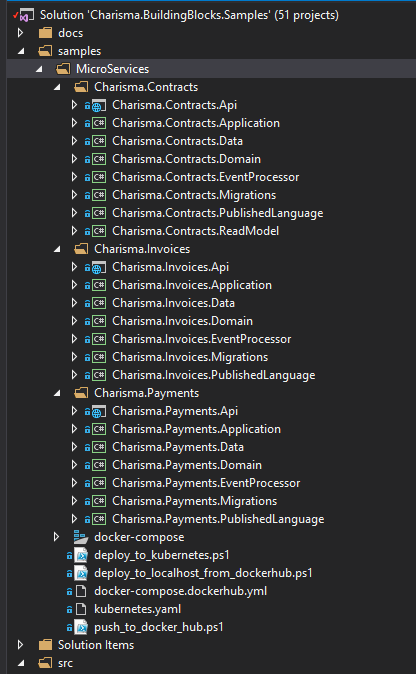 Solution 'Charisma.BuildingBlocks.Samples' (51 projects)
docs
samples
MicroServices
Charisma.Contracts
Charisma.Contracts.Api
C# Charisma.Contracts.Application
C# Charisma.Contracts.Data
C# Charisma.Contracts.Domain
C# Charisma.Contracts.EventProcessor
C# Charisma.Contracts.Migrations
C# Charisma.Contracts.PublishedLanguage
C# Charisma.Contracts.ReadModel
Charisma.Invoices
Charisma.Invoices.Api
C# Charisma.Invoices.Application
C# Charisma.Invoices.Data
C# Charisma.Invoices.Domain
C# Charisma.Invoices.EventProcessor
C# Charisma.Invoices.Migrations
C# Charisma.Invoices.PublishedLanguage
Charisma.Payments
Charisma.Payments.Api
C# Charisma.Payments.Application
C# Charisma.Payments.Data
C# Charisma.Payments.Domain
C# Charisma.Payments.EventProcessor
C# Charisma.Payments.Migrations
C# Charisma.Payments.PublishedLanguage
docker-compose
deploy_to_kubernetes.ps1
deploy_to_localhost_from_dockerhub.ps1
docker-compose.dockerhub.yml
kubernetes.yaml
push_to_docker_hub.ps1
Solution Items
src